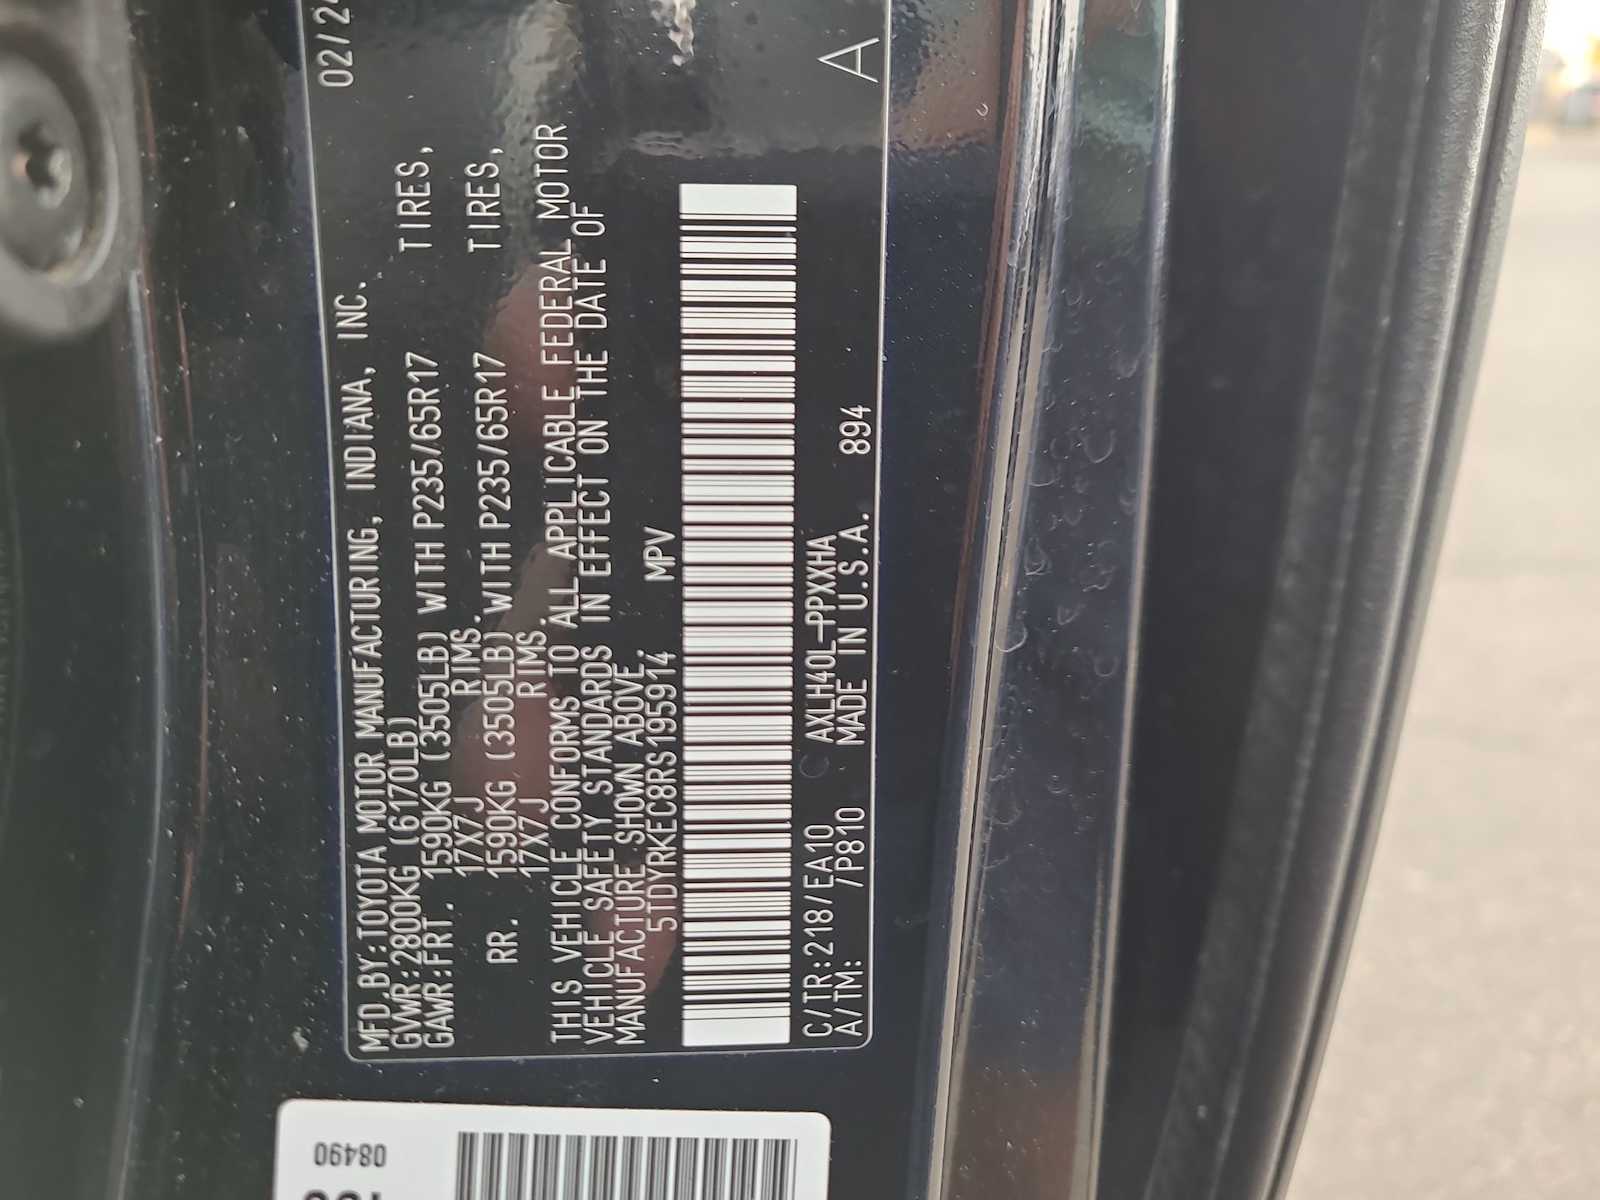 MFD.BY:TOYOTA MOTOR MANUFACTURING, INDIANA, INC. 02/24
GVWR:2800KG (6170LB)
GAWR:FRT. 1590KG (3505LB) WITH P235/65R17 TIRES,
17X7J RIMS.
RR. 1590KG (3505LB) WITH P235/65R17 TIRES,
17X7J RIMS.
THIS VEHICLE CONFORMS TO ALL APPLICABLE FEDERAL MOTOR
VEHICLE SAFETY STANDARDS IN EFFECT ON THE DATE OF
MANUFACTURE SHOWN ABOVE.
5TDYRKEC8RS195914 MPV
C/TR:218/EA10 AXLH40L-PPXXHA
A/TM: /P810 MADE IN U.S.A. 894 A
08490